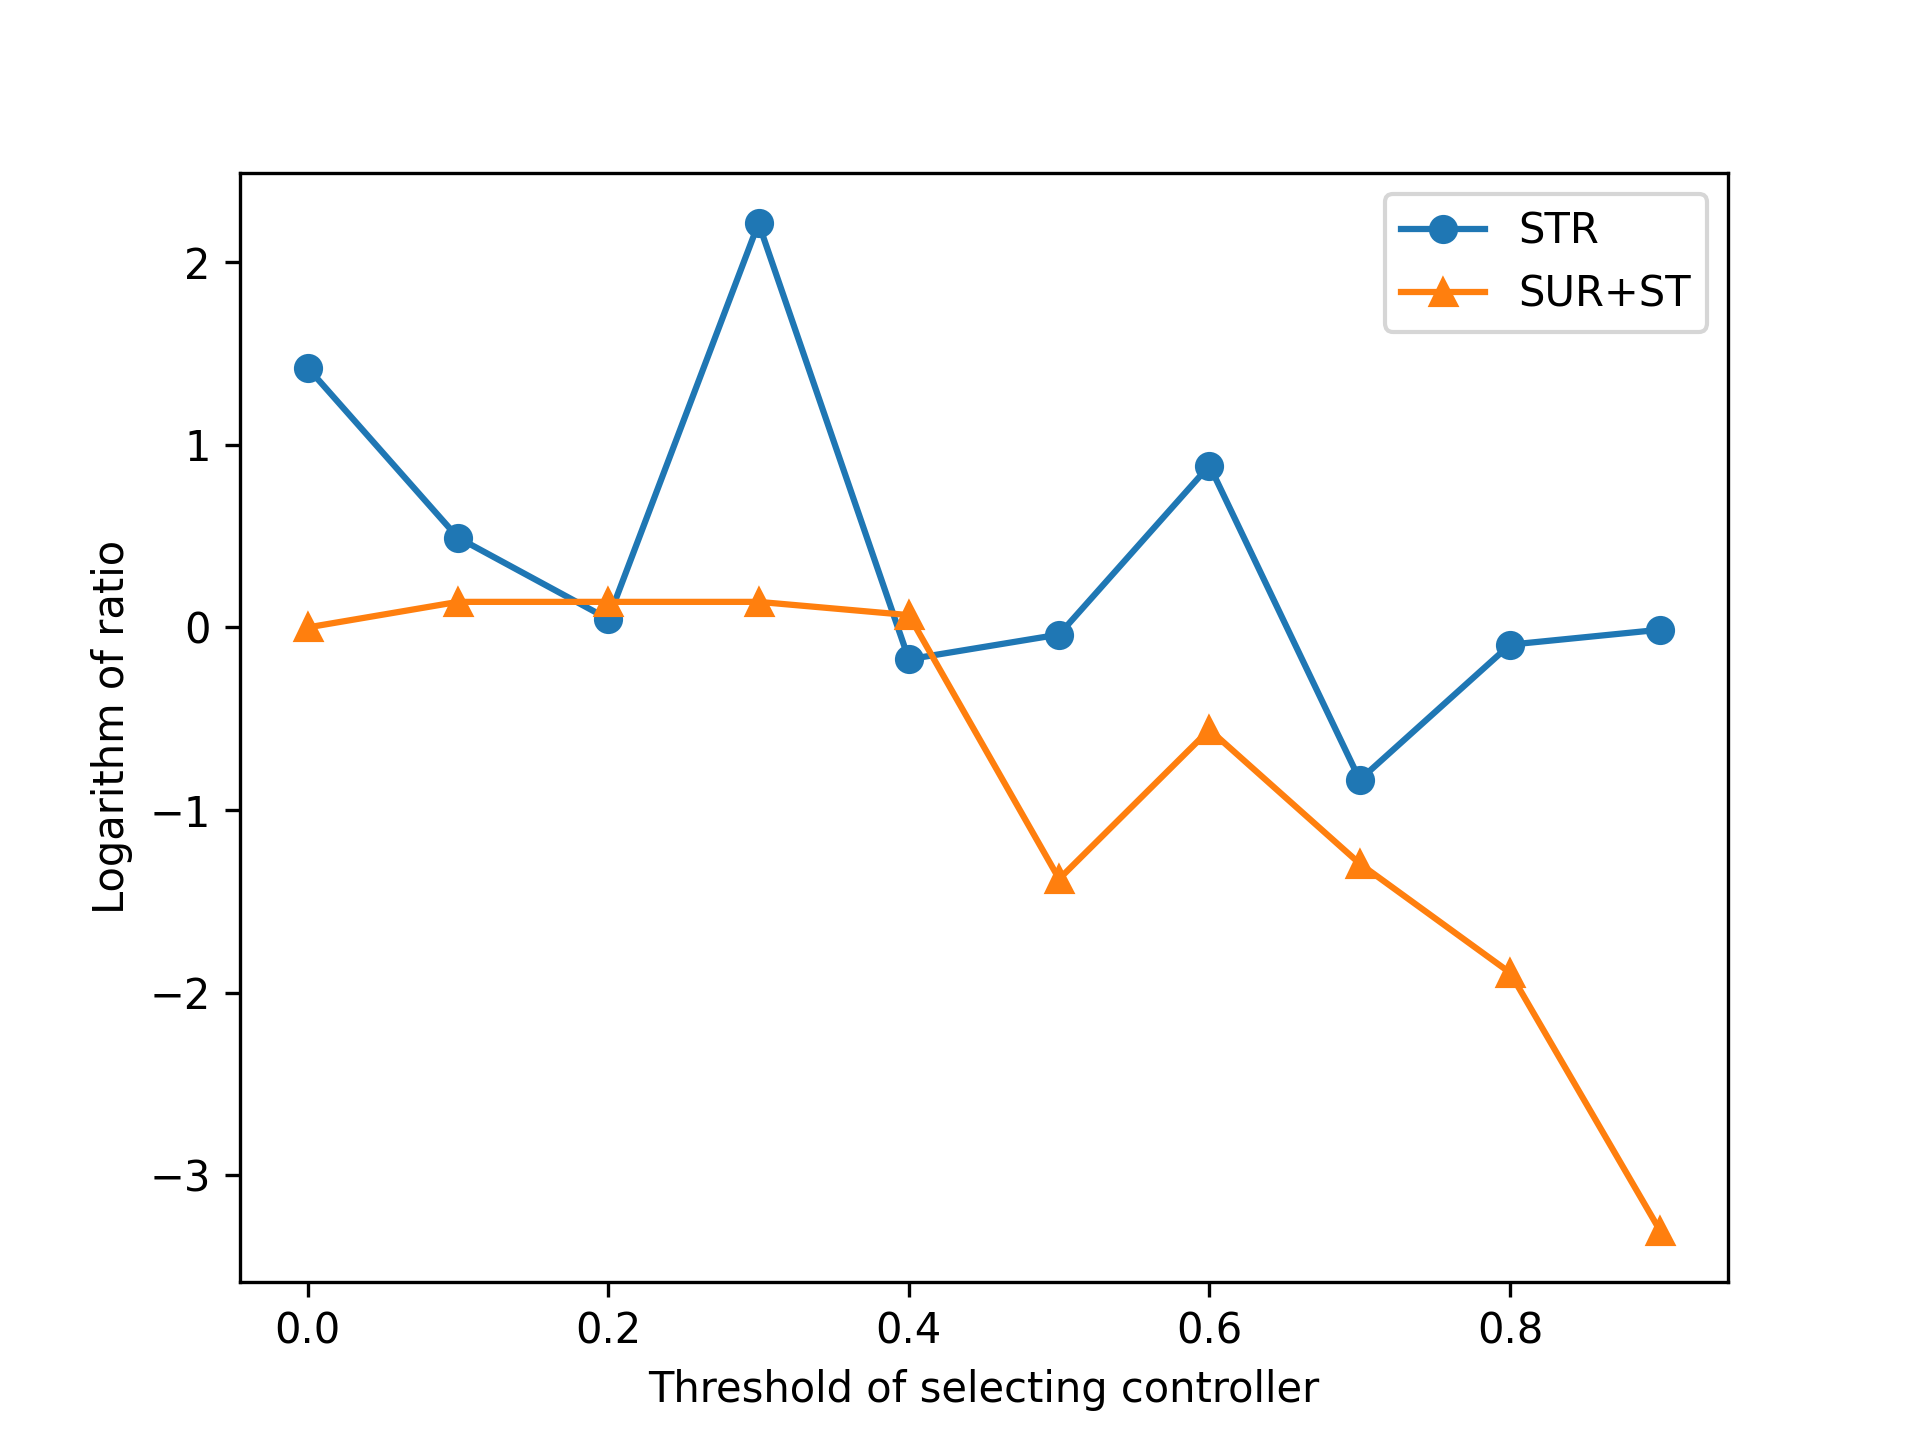 STR
SUR+ST
2
1
0
−1
−2
−3
Logarithm of ratio
0.0 0.2 0.4 0.6 0.8
Threshold of selecting controller